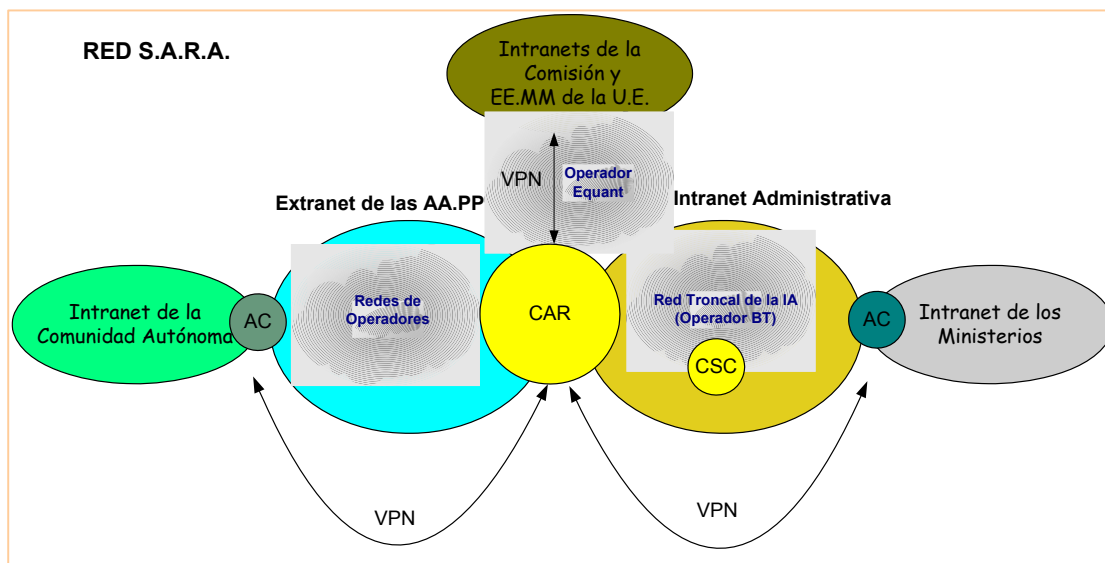 RED S.A.R.A.
Intranets de la
Comisión y
EE.MM de la U.E.
VPN
Operador
Equant
Extranet de las AA.PP
Intranet Administrativa
Intranet de la
Comunidad Autónoma
AC
Redes de
Operadores
CAR
Red Troncal de la IA
(Operador BT)
CSC
AC
Intranet de los
Ministerios
VPN
VPN